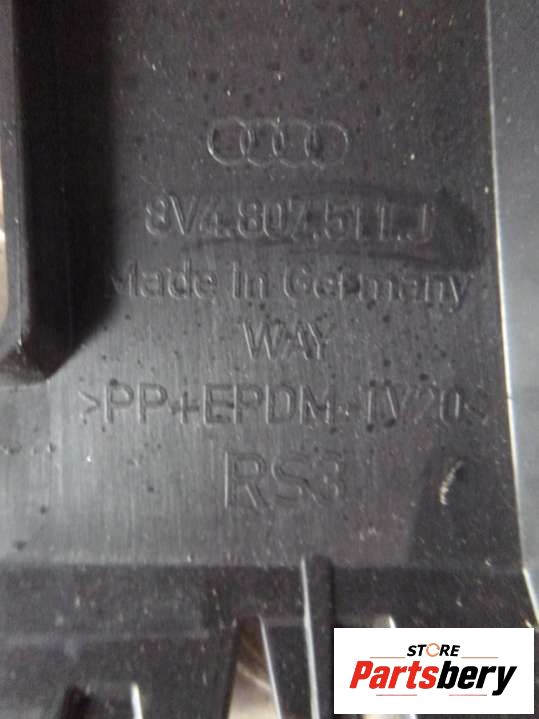 8V4.807.511.J
Made in Germany
WAY
>PP+EPDM-TV20<
RS3
STORE
Partsbery